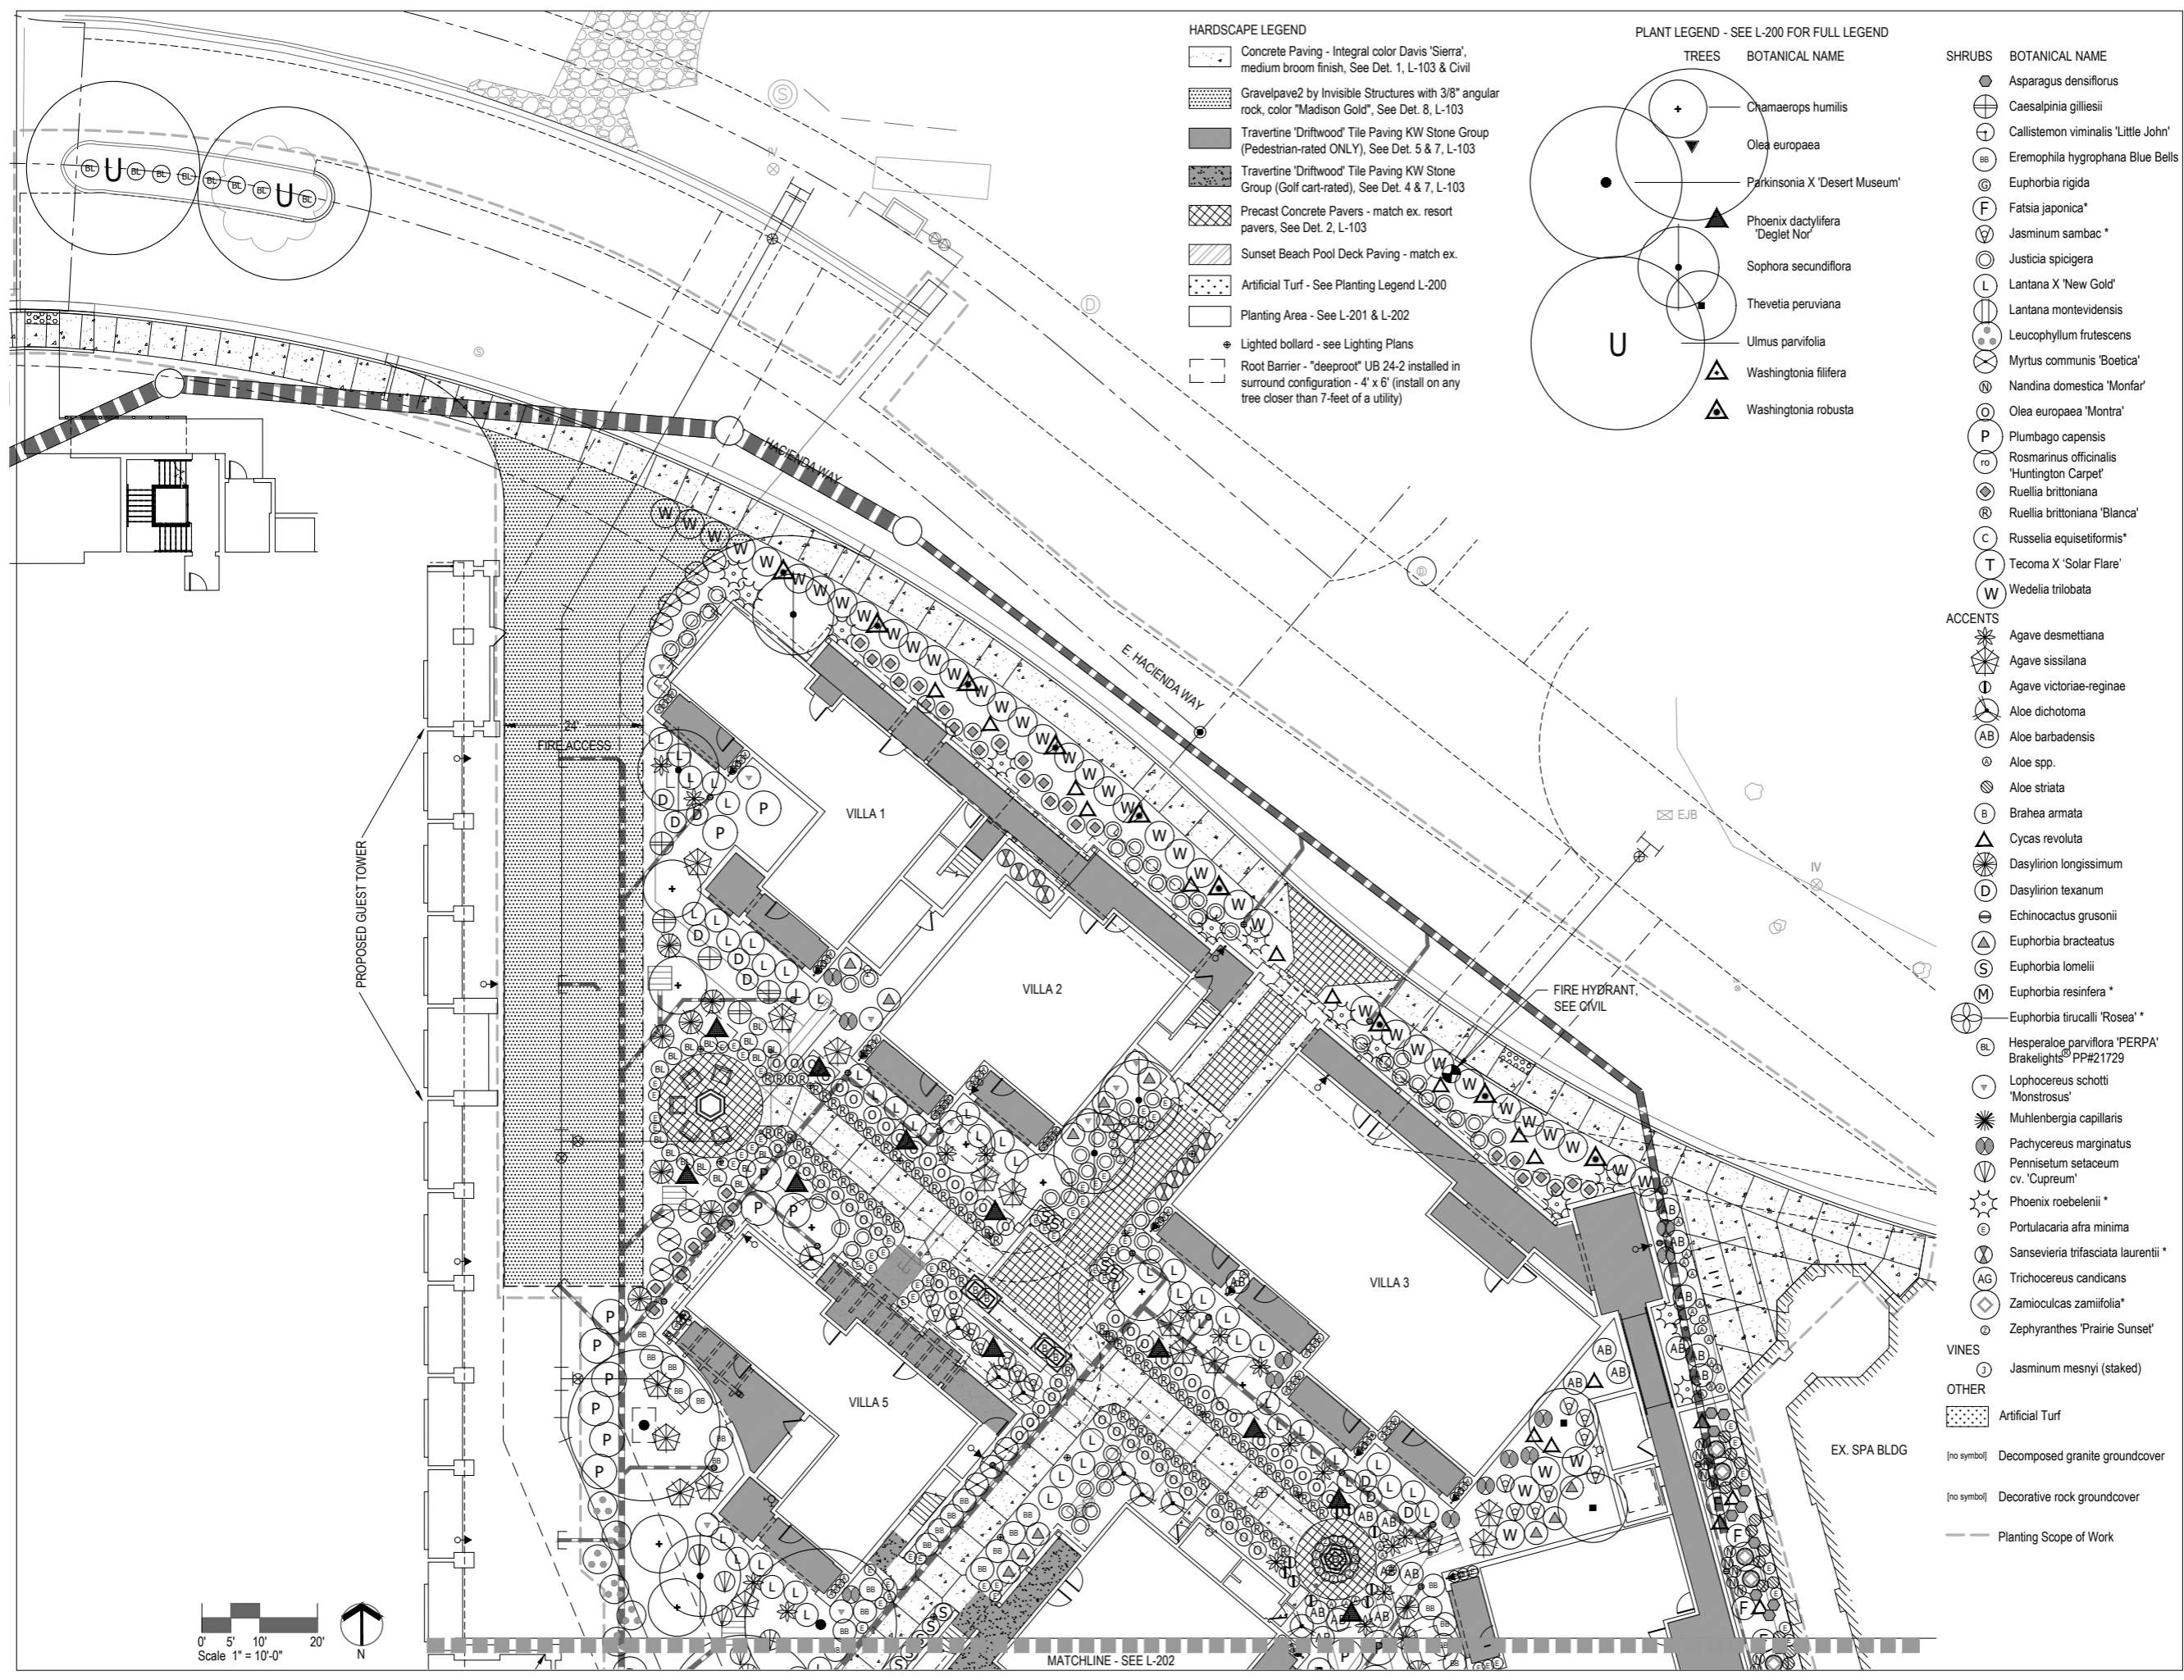 HARDSCAPE LEGEND
Concrete Paving - Integral color Davis 'Sierra',
medium broom finish, See Det. 1, L-103 & Civil
Gravelpave2 by Invisible Structures with 3/8" angular
rock, color "Madison Gold", See Det. 8, L-103
Travertine 'Driftwood' Tile Paving KW Stone Group
(Pedestrian-rated ONLY), See Det. 5 & 7, L-103
Travertine 'Driftwood' Tile Paving KW Stone
Group (Golf cart-rated), See Det. 4 & 7, L-103
Precast Concrete Pavers - match ex. resort
pavers, See Det. 2, L-103
Sunset Beach Pool Deck Paving - match ex.
Artificial Turf - See Planting Legend L-200
Planting Area - See L-201 & L-202
Lighted bollard - see Lighting Plans
Root Barrier - "deeproot" UB 24-2 installed in
surround configuration - 4' x 6' (install on any
tree closer than 7-feet of a utility)
PLANT LEGEND - SEE L-200 FOR FULL LEGEND
TREES BOTANICAL NAME
Chamaerops humilis
Olea europaea
Parkinsonia X 'Desert Museum'
Phoenix dactylifera
'Deglet Nor'
Sophora secundiflora
Thevetia peruviana
U Ulmus parvifolia
Washingtonia filifera
Washingtonia robusta
SHRUBS BOTANICAL NAME
Asparagus densiflorus
Caesalpinia gilliesii
Callistemon viminalis 'Little John'
BB Eremophila hygrophana Blue Bells
G Euphorbia rigida
F Fatsia japonica*
Jasminum sambac *
Justicia spicigera
L Lantana X 'New Gold'
Lantana montevidensis
Leucophyllum frutescens
Myrtus communis 'Boetica'
N Nandina domestica 'Monfar'
O Olea europaea 'Montra'
P Plumbago capensis
ro Rosmarinus officinalis
'Huntington Carpet'
Ruellia brittoniana
R Ruellia brittoniana 'Blanca'
C Russelia equisetiformis*
T Tecoma X ‘Solar Flare’
W Wedelia trilobata
ACCENTS
Agave desmettiana
Agave sissilana
Agave victoriae-reginae
Aloe dichotoma
AB Aloe barbadensis
A Aloe spp.
Aloe striata
B Brahea armata
Cycas revoluta
Dasylirion longissimum
D Dasylirion texanum
Echinocactus grusonii
Euphorbia bracteatus
S Euphorbia lomelii
M Euphorbia resinfera *
Euphorbia tirucalli 'Rosea' *
BL Hesperaloe parviflora 'PERPA'
Brakelights® PP#21729
Lophocereus schotti
'Monstrosus'
Muhlenbergia capillaris
Pachycereus marginatus
Pennisetum setaceum
cv. 'Cupreum'
Phoenix roebelenii *
E Portulacaria afra minima
Sansevieria trifasciata laurentii *
AG Trichocereus candicans
Zamioculcas zamiifolia*
Z Zephyranthes 'Prairie Sunset'
VINES
J Jasminum mesnyi (staked)
OTHER
Artificial Turf
[no symbol] Decomposed granite groundcover
[no symbol] Decorative rock groundcover
Planting Scope of Work
HACIENDA WAY
E. HACIENDA WAY
IV
EJB
IV
24'
FIRE ACCESS
PROPOSED GUEST TOWER
VILLA 1
VILLA 2
FIRE HYDRANT,
SEE CIVIL
VILLA 3
VILLA 5
EX. SPA BLDG
0' 5' 10' 20'
Scale 1" = 10'-0"
N
MATCHLINE - SEE L-202